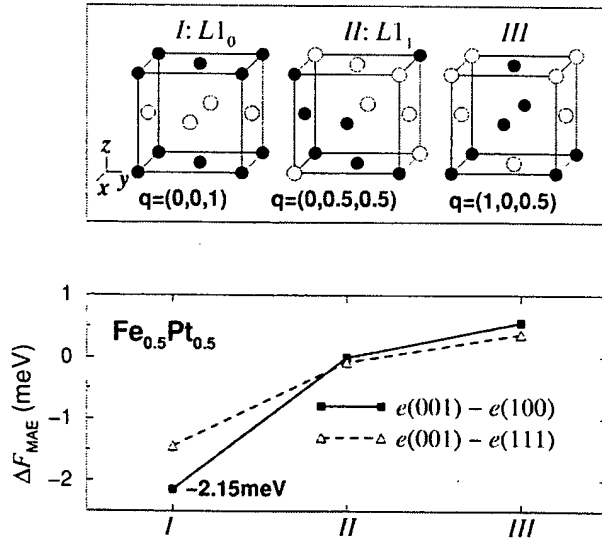 I: L1₀ II: L1₁ III
z
x y
q=(0,0,1) q=(0,0.5,0.5) q=(1,0,0.5)
1
Fe₀.₅Pt₀.₅
0
e(001) − e(100)
−1
e(001) − e(111)
ΔF_MAE (meV)
−2
−2.15meV
I II III